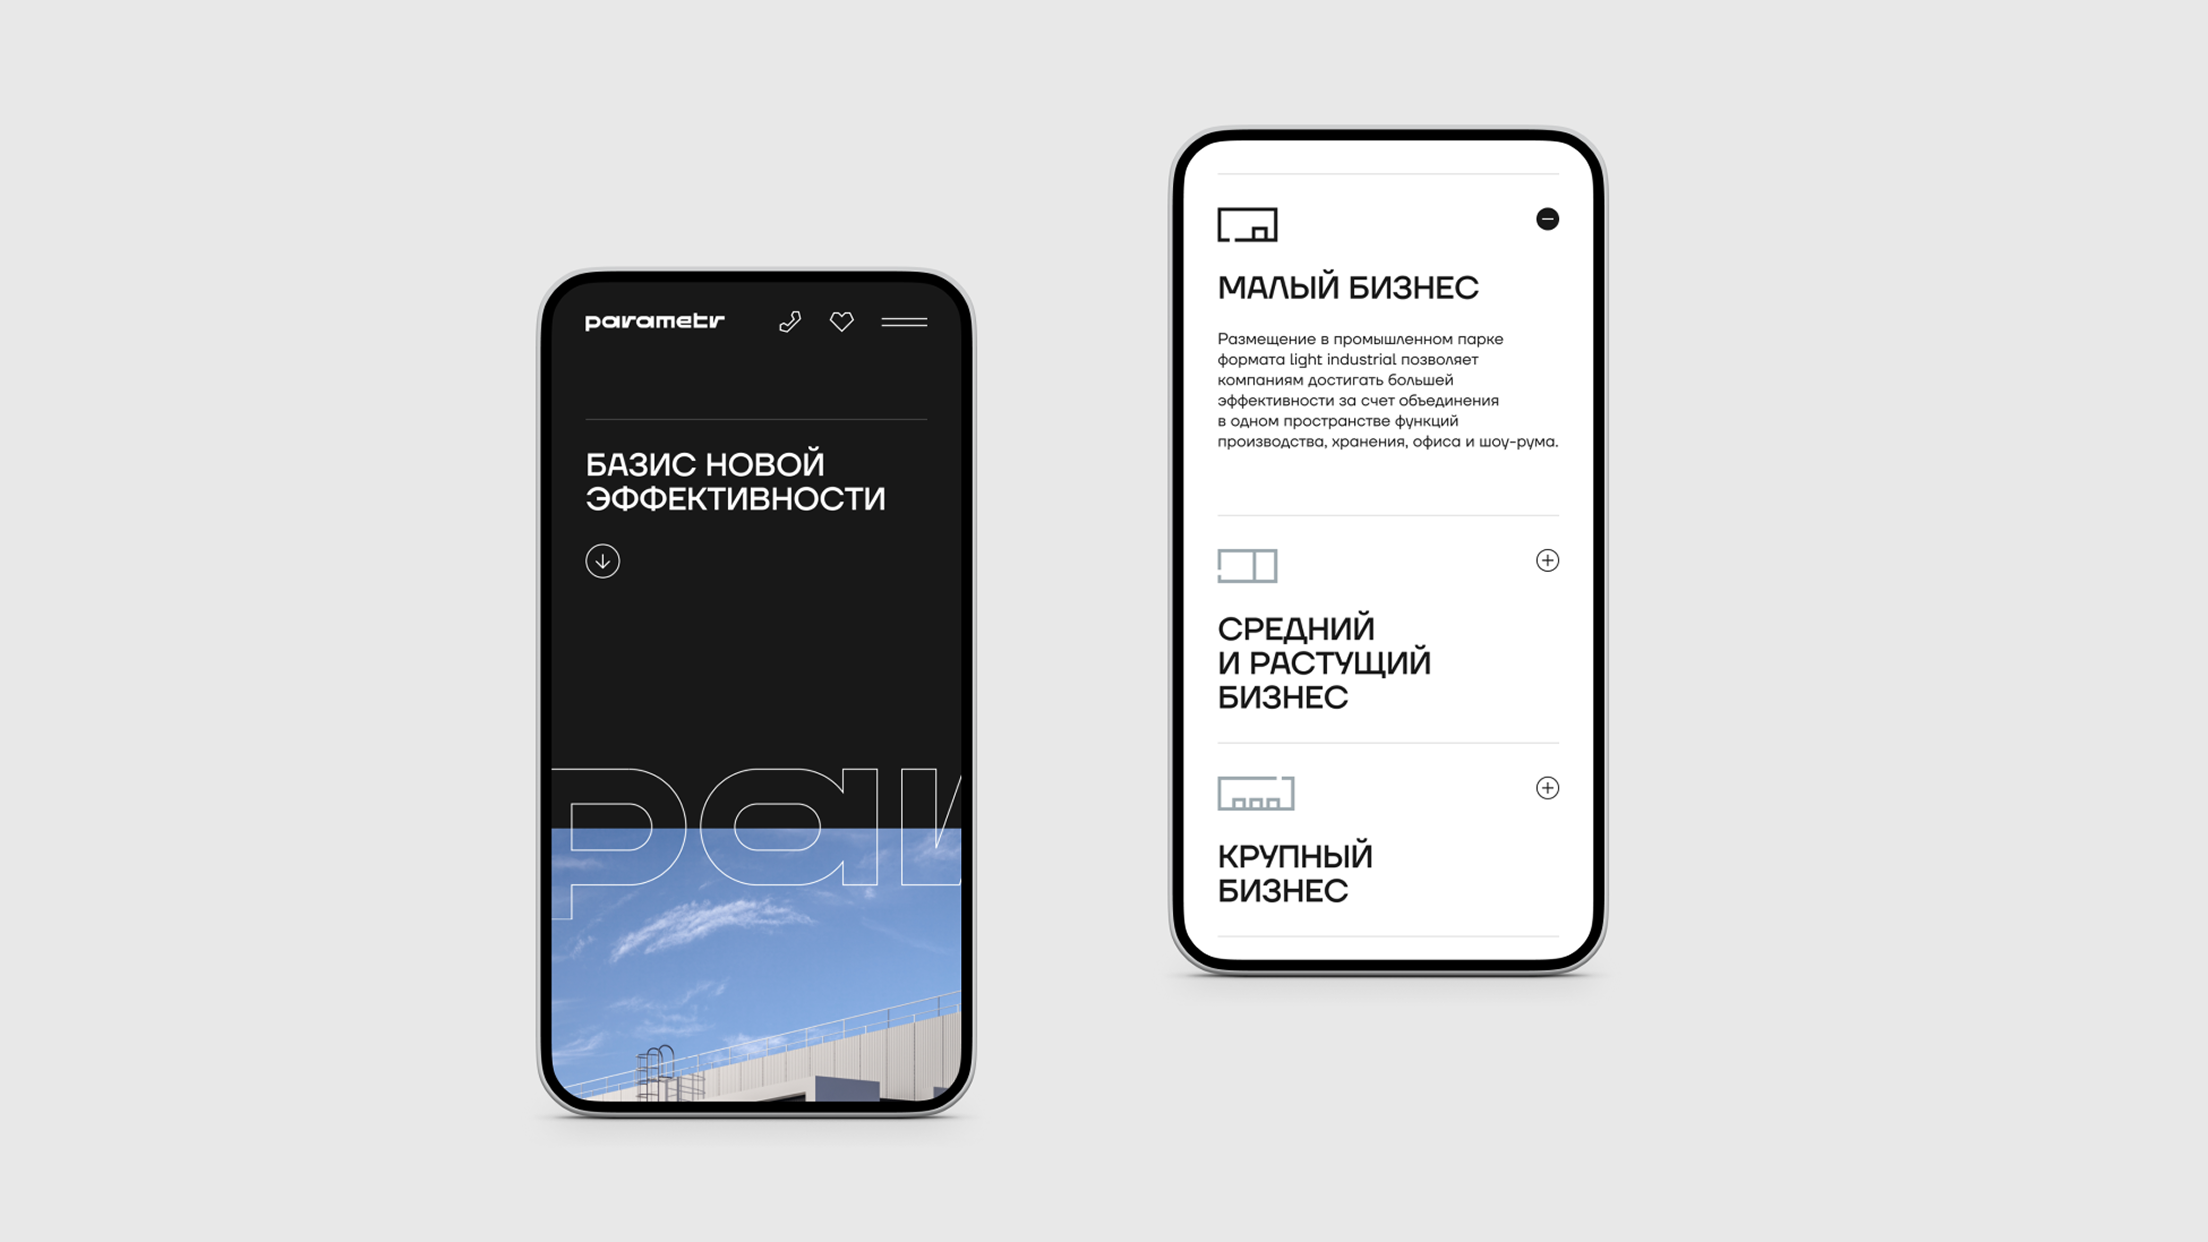 parametr
БАЗИС НОВОЙ
ЭФФЕКТИВНОСТИ
par
МАЛЫЙ БИЗНЕС
Размещение в промышленном парке
формата light industrial позволяет
компаниям достигать большей
эффективности за счет объединения
в одном пространстве функций
производства, хранения, офиса и шоу-рума.
СРЕДНИЙ
И РАСТУЩИЙ
БИЗНЕС
КРУПНЫЙ
БИЗНЕС